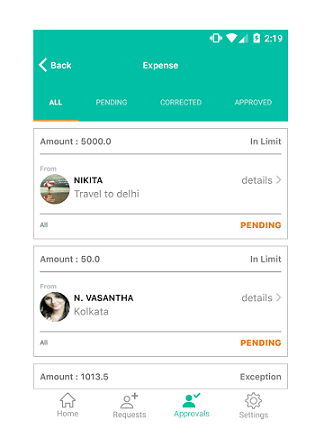 2:19
Back
Expense
ALL PENDING CORRECTED APPROVED
Amount : 5000.0 In Limit
From
NIKITA
details
Travel to delhi
All PENDING
Amount : 50.0 In Limit
From
N. VASANTHA
details
Kolkata
All PENDING
Amount : 1013.5 Exception
Home Requests Approvals Settings